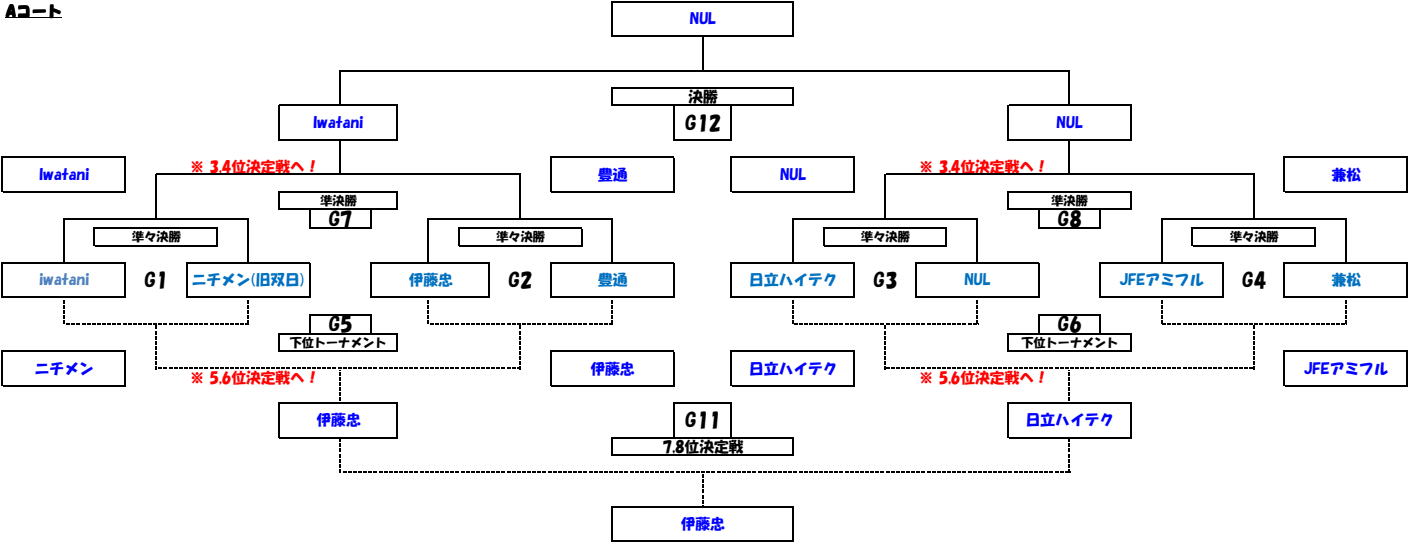 Aコート
NUL
決勝
Iwatani G12 NUL
※ 3.4位決定戦へ！ ※ 3.4位決定戦へ！
Iwatani 豊通 NUL 兼松
準決勝 準決勝
G7 G8
準々決勝 準々決勝 準々決勝 準々決勝
iwatani G1 ニチメン(旧双日) 伊藤忠 G2 豊通 日立ハイテク G3 NUL JFEアミフル G4 兼松
G5 G6
下位トーナメント 下位トーナメント
ニチメン 伊藤忠 日立ハイテク JFEアミフル
※ 5.6位決定戦へ！ ※ 5.6位決定戦へ！
伊藤忠 G11 日立ハイテク
7.8位決定戦
伊藤忠